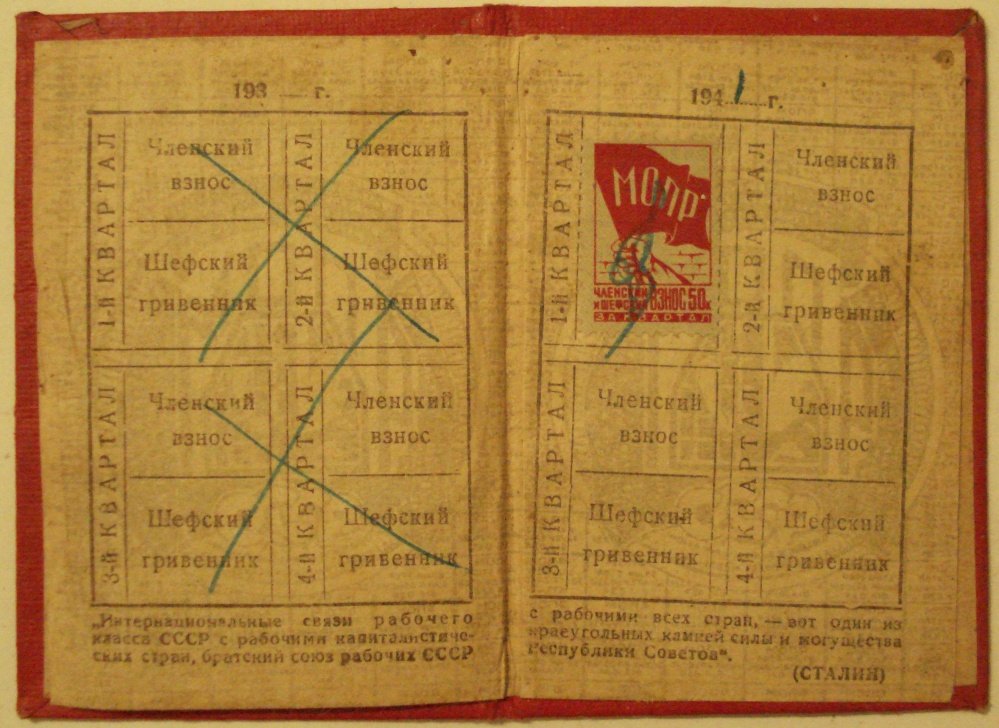 193 — г.
1-й КВАРТАЛ
Членский
взнос
Шефский
гривенник
2-й КВАРТАЛ
Членский
взнос
Шефский
гривенник
3-й КВАРТАЛ
Членский
взнос
Шефский
гривенник
4-й КВАРТАЛ
Членский
взнос
Шефский
гривенник
„Интернациональные связи рабочего
класса СССР с рабочими капиталистиче-
ских стран, братский союз рабочих СССР
1941 г.
1-й КВАРТАЛ
МОПР
ЧЛЕНСКИЙ
И ШЕФСКИЙ ВЗНОС 50к
ЗА КВАРТАЛ
2-й КВАРТАЛ
Членский
взнос
Шефский
гривенник
3-й КВАРТАЛ
Членский
взнос
Шефский
гривенник
4-й КВАРТАЛ
Членский
взнос
Шефский
гривенник
с рабочими всех стран, — вот один из
краеугольных камней силы и могущества
Республики Советов“.
(СТАЛИН)